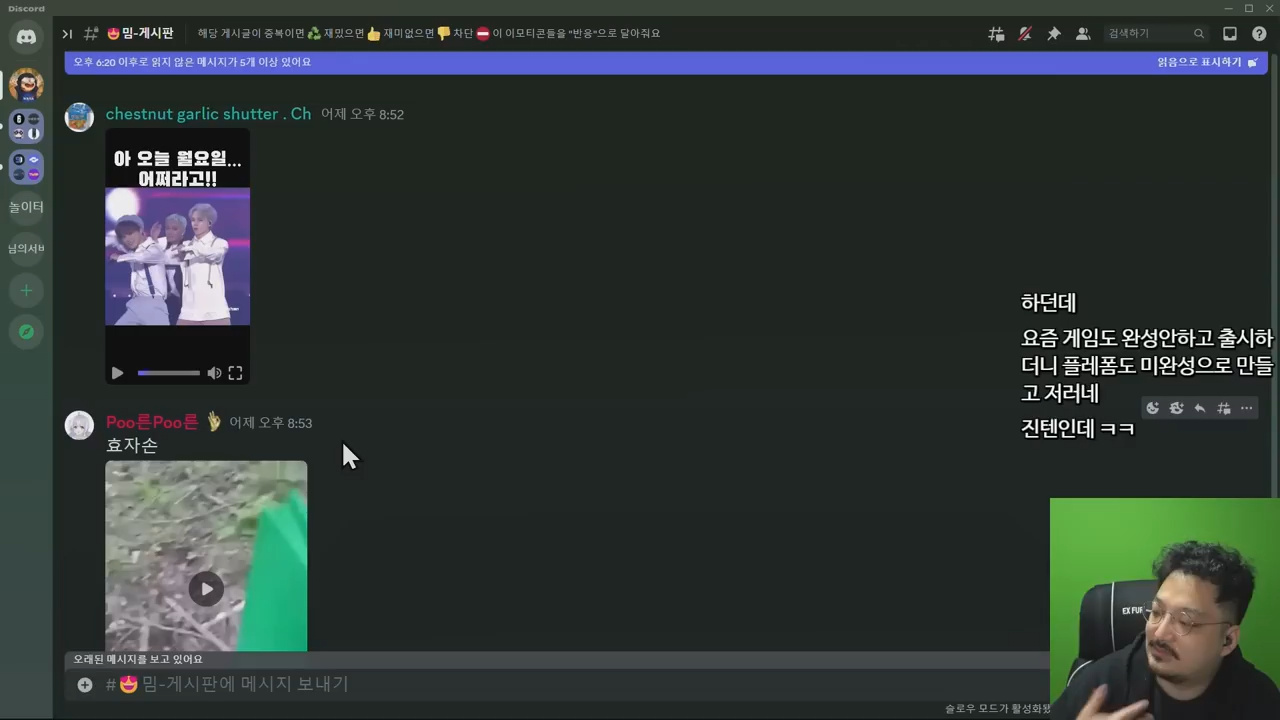 Discord
😍밈-게시판
해당 게시글이 중복이면 ♻️ 재밌으면 👍 재미없으면 👎 차단 ⛔ 이 이모티콘들을 "반응"으로 달아줘요
검색하기
오후 6:20 이후로 읽지 않은 메시지가 5개 이상 있어요
읽음으로 표시하기
chestnut garlic shutter . Ch 어제 오후 8:52
아 오늘 월요일...
어쩌라고!!
놀이터
님의서버
하던데
요즘 게임도 완성안하고 출시하
더니 플레폼도 미완성으로 만들
고 저러네
진텐인데 ㅋㅋ
Poo른Poo른 👌 어제 오후 8:53
효자손
EX FUR
오래된 메시지를 보고 있어요
#😍밈-게시판에 메시지 보내기
슬로우 모드가 활성화됐